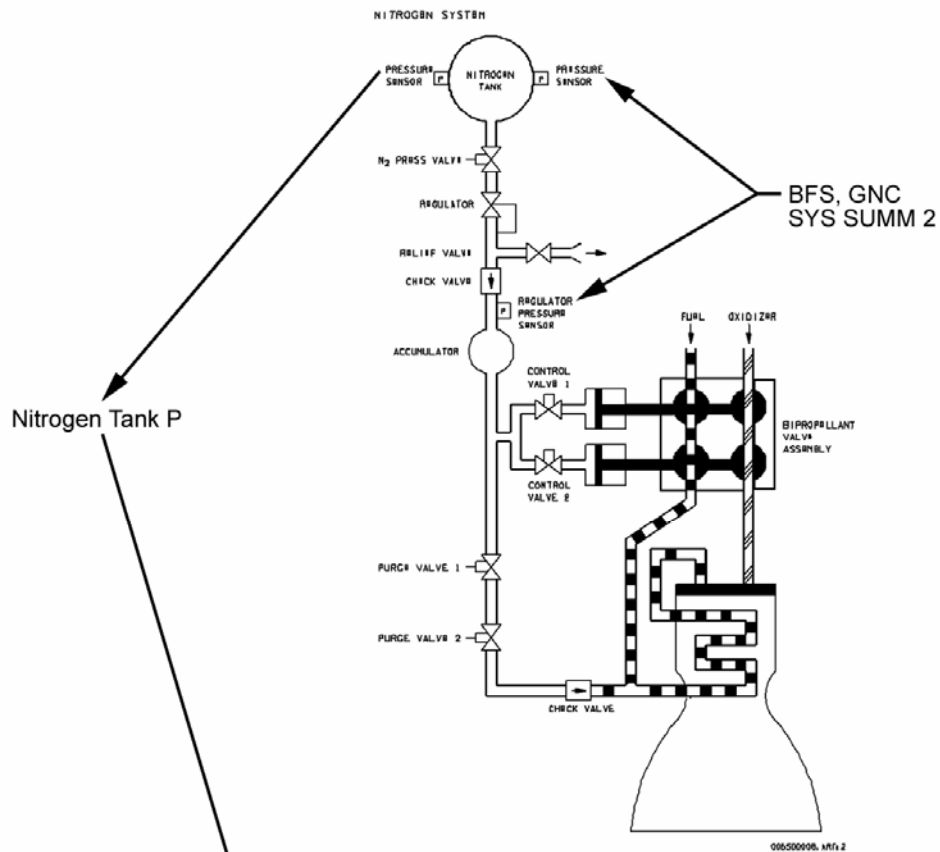 NITROGEN SYSTEM
PRESSURE
SENSOR
P
NITROGEN
TANK
P
PRESSURE
SENSOR
N2 PRESS VALVE
REGULATOR
BFS, GNC
SYS SUMM 2
RELIEF VALVE
CHECK VALVE
P
REGULATOR
PRESSURE
SENSOR
FUEL
OXIDIZER
ACCUMULATOR
CONTROL
VALVE 1
Nitrogen Tank P
BIPROPELLANT
VALVE
ASSEMBLY
CONTROL
VALVE 2
PURGE VALVE 1
PURGE VALVE 2
CHECK VALVE